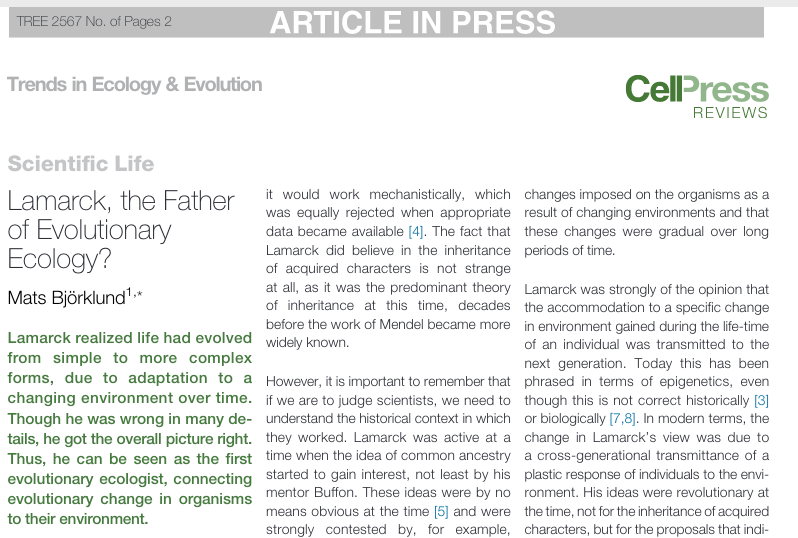 TREE 2567 No. of Pages 2
ARTICLE IN PRESS
Trends in Ecology & Evolution
CellPress
REVIEWS
Scientific Life
Lamarck, the Father
of Evolutionary
Ecology?
Mats Björklund1,*
Lamarck realized life had evolved
from simple to more complex
forms, due to adaptation to a
changing environment over time.
Though he was wrong in many de-
tails, he got the overall picture right.
Thus, he can be seen as the first
evolutionary ecologist, connecting
evolutionary change in organisms
to their environment.
it would work mechanistically, which
was equally rejected when appropriate
data became available [4]. The fact that
Lamarck did believe in the inheritance
of acquired characters is not strange
at all, as it was the predominant theory
of inheritance at this time, decades
before the work of Mendel became more
widely known.
However, it is important to remember that
if we are to judge scientists, we need to
understand the historical context in which
they worked. Lamarck was active at a
time when the idea of common ancestry
started to gain interest, not least by his
mentor Buffon. These ideas were by no
means obvious at the time [5] and were
strongly contested by, for example,
changes imposed on the organisms as a
result of changing environments and that
these changes were gradual over long
periods of time.
Lamarck was strongly of the opinion that
the accommodation to a specific change
in environment gained during the life-time
of an individual was transmitted to the
next generation. Today this has been
phrased in terms of epigenetics, even
though this is not correct historically [3]
or biologically [7,8]. In modern terms, the
change in Lamarck's view was due to
a cross-generational transmittance of a
plastic response of individuals to the envi-
ronment. His ideas were revolutionary at
the time, not for the inheritance of acquired
characters, but for the proposals that indi-